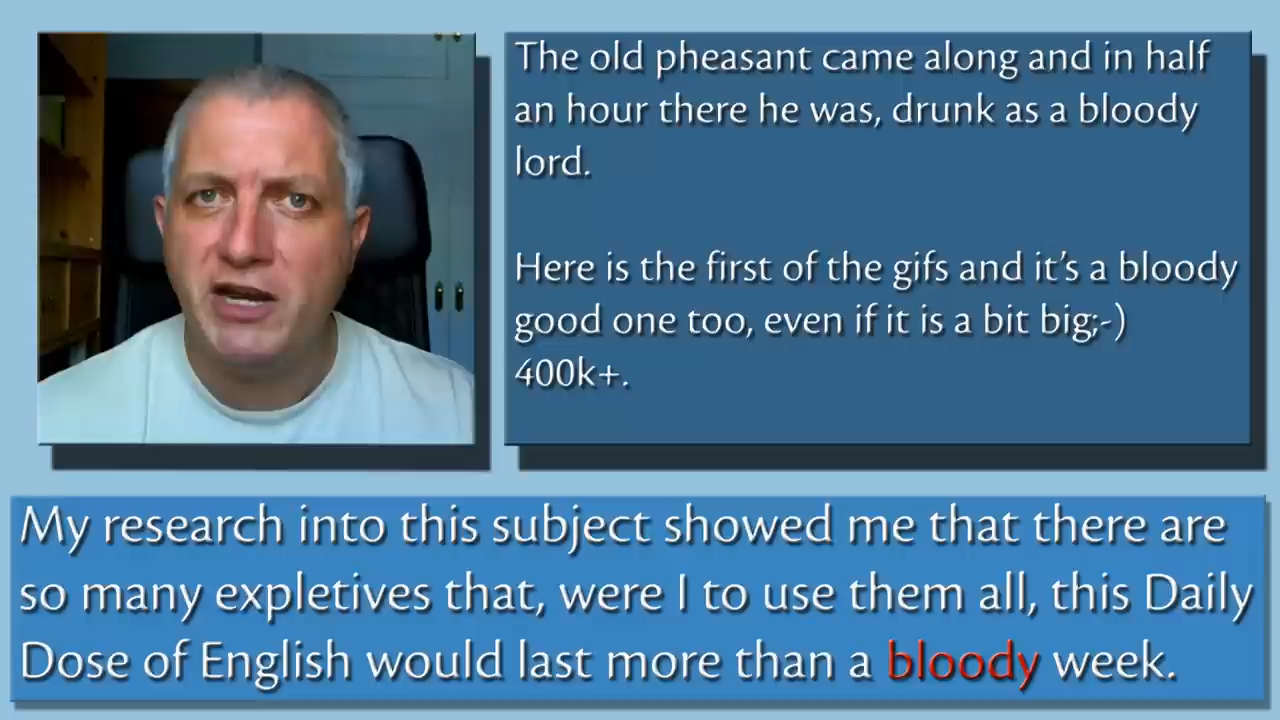 The old pheasant came along and in half
an hour there he was, drunk as a bloody
lord.
Here is the first of the gifs and it’s a bloody
good one too, even if it is a bit big;-)
400k+.
My research into this subject showed me that there are
so many expletives that, were I to use them all, this Daily
Dose of English would last more than a bloody week.